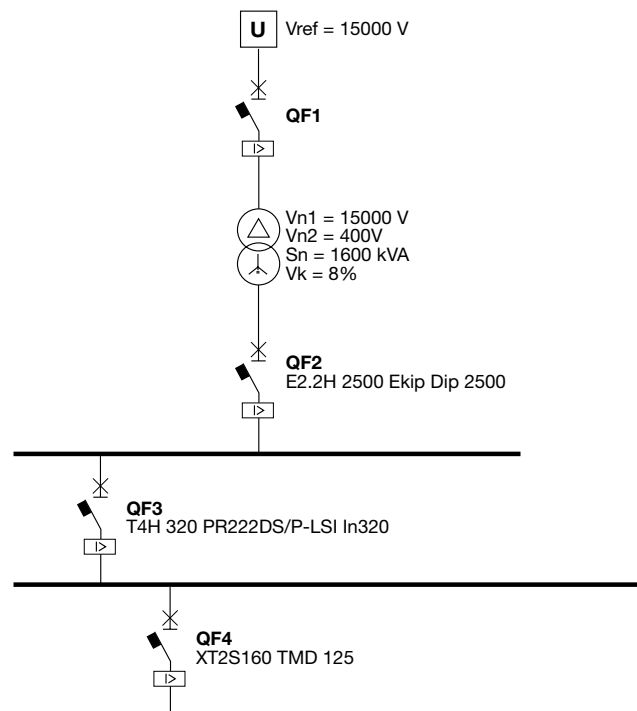 U
Vref = 15000 V
QF1
I>
Vn1 = 15000 V
Vn2 = 400V
Sn = 1600 kVA
Vk = 8%
QF2
E2.2H 2500 Ekip Dip 2500
I>
QF3
T4H 320 PR222DS/P-LSI In320
I>
QF4
XT2S160 TMD 125
I>